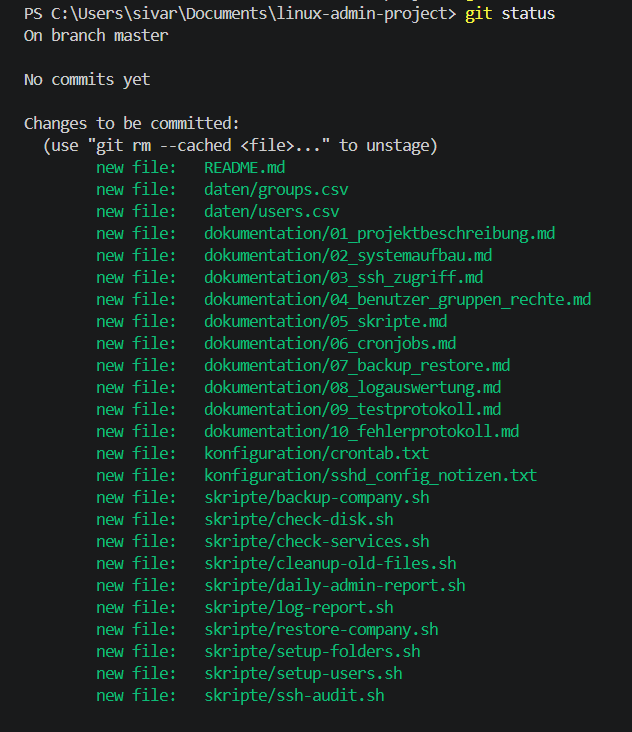 PS C:\Users\sivar\Documents\linux-admin-project> git status
On branch master

No commits yet

Changes to be committed:
  (use "git rm --cached <file>..." to unstage)
        new file:   README.md
        new file:   daten/groups.csv
        new file:   daten/users.csv
        new file:   dokumentation/01_projektbeschreibung.md
        new file:   dokumentation/02_systemaufbau.md
        new file:   dokumentation/03_ssh_zugriff.md
        new file:   dokumentation/04_benutzer_gruppen_rechte.md
        new file:   dokumentation/05_skripte.md
        new file:   dokumentation/06_cronjobs.md
        new file:   dokumentation/07_backup_restore.md
        new file:   dokumentation/08_logauswertung.md
        new file:   dokumentation/09_testprotokoll.md
        new file:   dokumentation/10_fehlerprotokoll.md
        new file:   konfiguration/crontab.txt
        new file:   konfiguration/sshd_config_notizen.txt
        new file:   skripte/backup-company.sh
        new file:   skripte/check-disk.sh
        new file:   skripte/check-services.sh
        new file:   skripte/cleanup-old-files.sh
        new file:   skripte/daily-admin-report.sh
        new file:   skripte/log-report.sh
        new file:   skripte/restore-company.sh
        new file:   skripte/setup-folders.sh
        new file:   skripte/setup-users.sh
        new file:   skripte/ssh-audit.sh